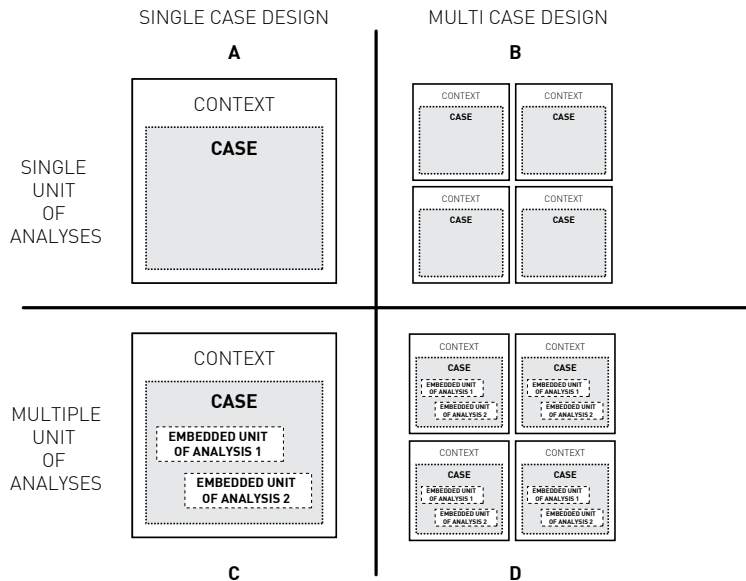 SINGLE CASE DESIGN
MULTI CASE DESIGN
A
B
CONTEXT
CASE
CONTEXT
CASE
CONTEXT
CASE
CONTEXT
CASE
CONTEXT
CASE
SINGLE
UNIT
OF
ANALYSES
CONTEXT
CASE
EMBEDDED UNIT
OF ANALYSIS 1
EMBEDDED UNIT
OF ANALYSIS 2
CONTEXT
CASE
EMBEDDED UNIT
OF ANALYSIS 1
EMBEDDED UNIT
OF ANALYSIS 2
CONTEXT
CASE
EMBEDDED UNIT
OF ANALYSIS 1
EMBEDDED UNIT
OF ANALYSIS 2
CONTEXT
CASE
EMBEDDED UNIT
OF ANALYSIS 1
EMBEDDED UNIT
OF ANALYSIS 2
CONTEXT
CASE
EMBEDDED UNIT
OF ANALYSIS 1
EMBEDDED UNIT
OF ANALYSIS 2
MULTIPLE
UNIT
OF
ANALYSES
C
D